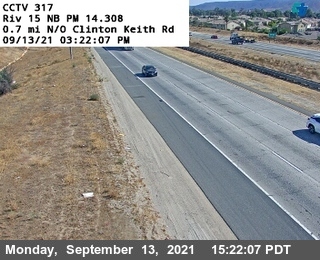 CCTV 317
Riv 15 NB PM 14.308
0.7 mi N/O Clinton Keith Rd
09/13/21 03:22:07 PM
Monday, September 13, 2021 15:22:07 PDT